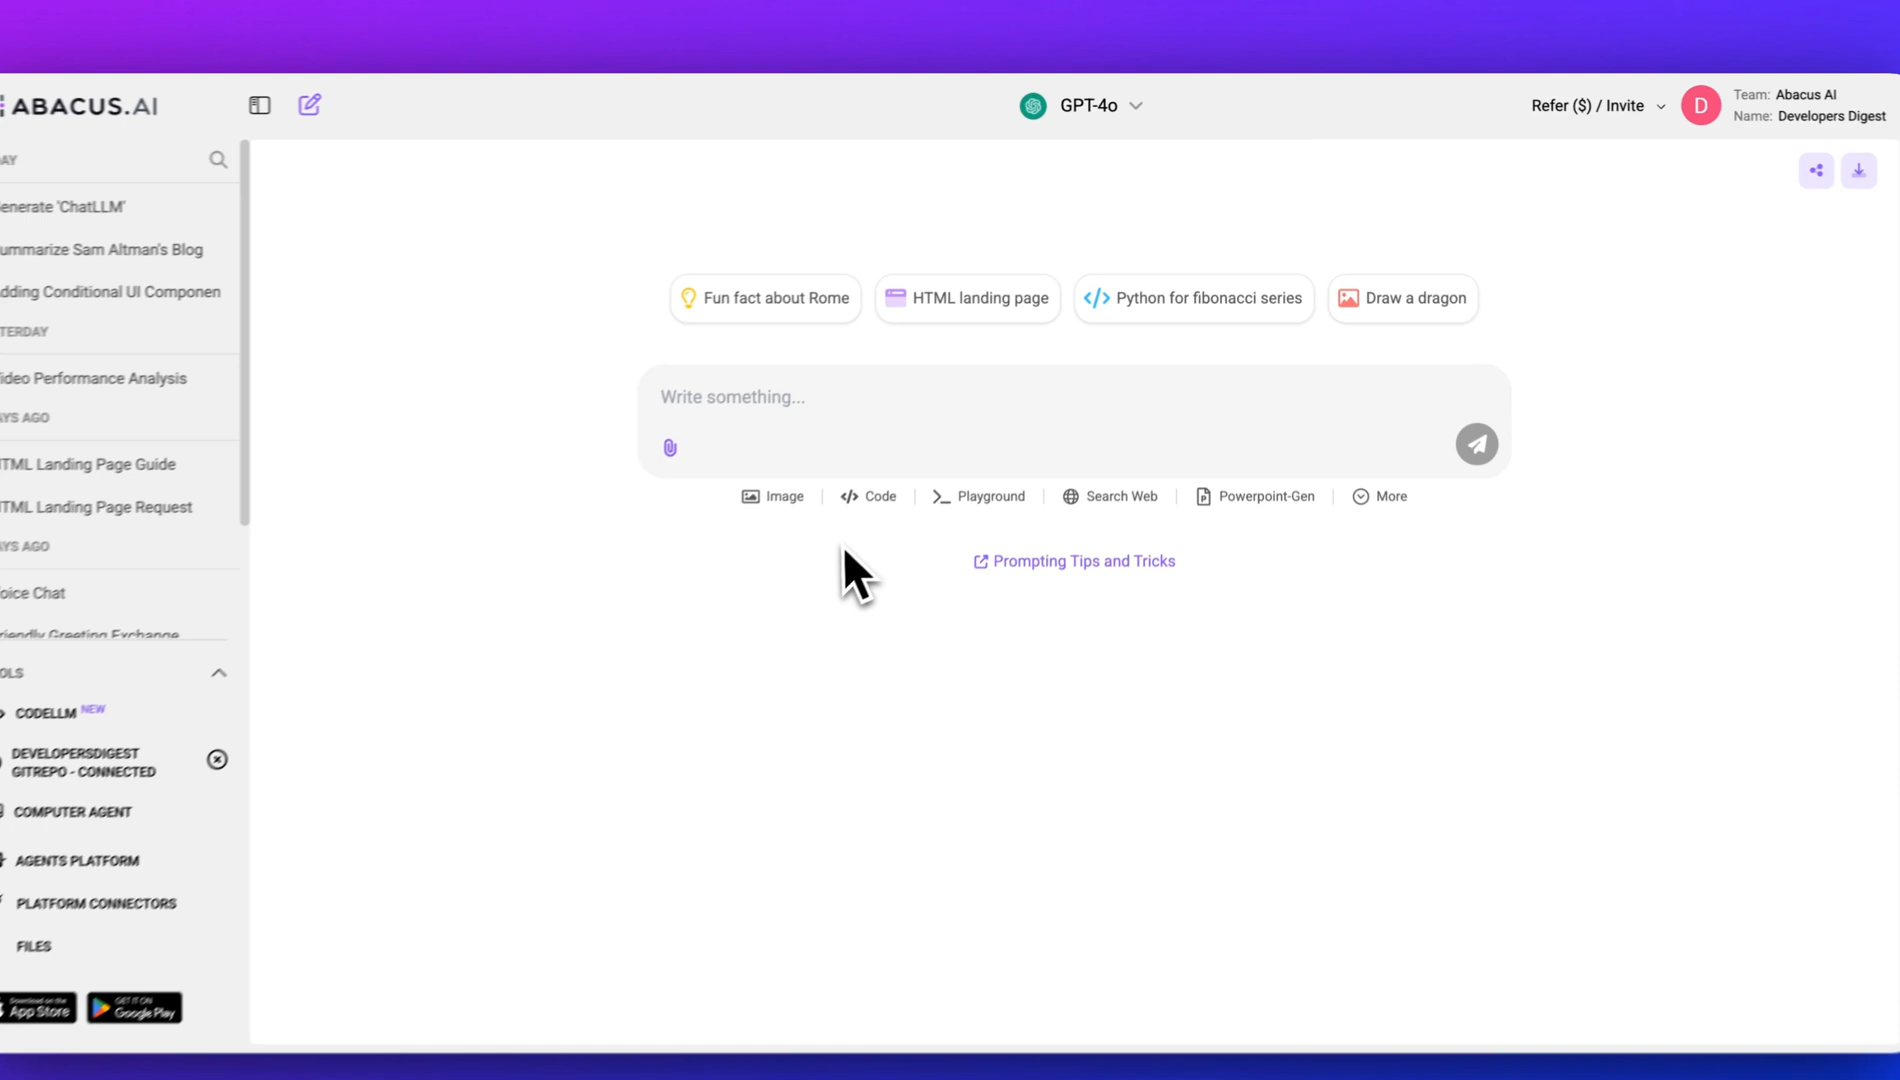 ABACUS.AI
GPT-4o
Refer ($) / Invite
D
Team: Abacus AI
Name: Developers Digest
AY
enerate 'ChatLLM'
ummarize Sam Altman's Blog
dding Conditional UI Componen
TERDAY
ideo Performance Analysis
AYS AGO
TML Landing Page Guide
TML Landing Page Request
AYS AGO
oice Chat
riendly Greeting Exchange
OLS
CODELLM NEW
DEVELOPERSDIGEST
GITREPO - CONNECTED
COMPUTER AGENT
AGENTS PLATFORM
PLATFORM CONNECTORS
FILES
Download on the
App Store
GET IT ON
Google Play
Fun fact about Rome
HTML landing page
Python for fibonacci series
Draw a dragon
Write something...
Image
Code
Playground
Search Web
Powerpoint-Gen
More
Prompting Tips and Tricks